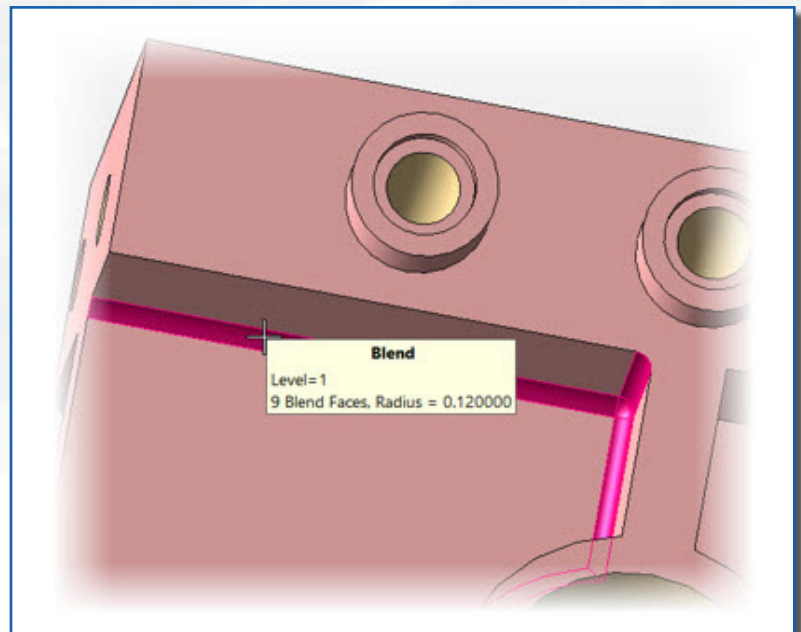 Blend
Level=1
9 Blend Faces, Radius = 0.120000